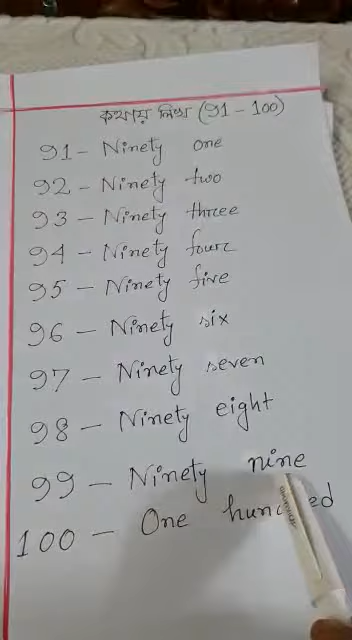 কথায় লিখ (91 - 100)
91 - Ninety one
92 - Ninety two
93 - Ninety three
94 - Ninety four
95 - Ninety five
96 - Ninety six
97 - Ninety seven
98 - Ninety eight
99 - Ninety nine
100 - One